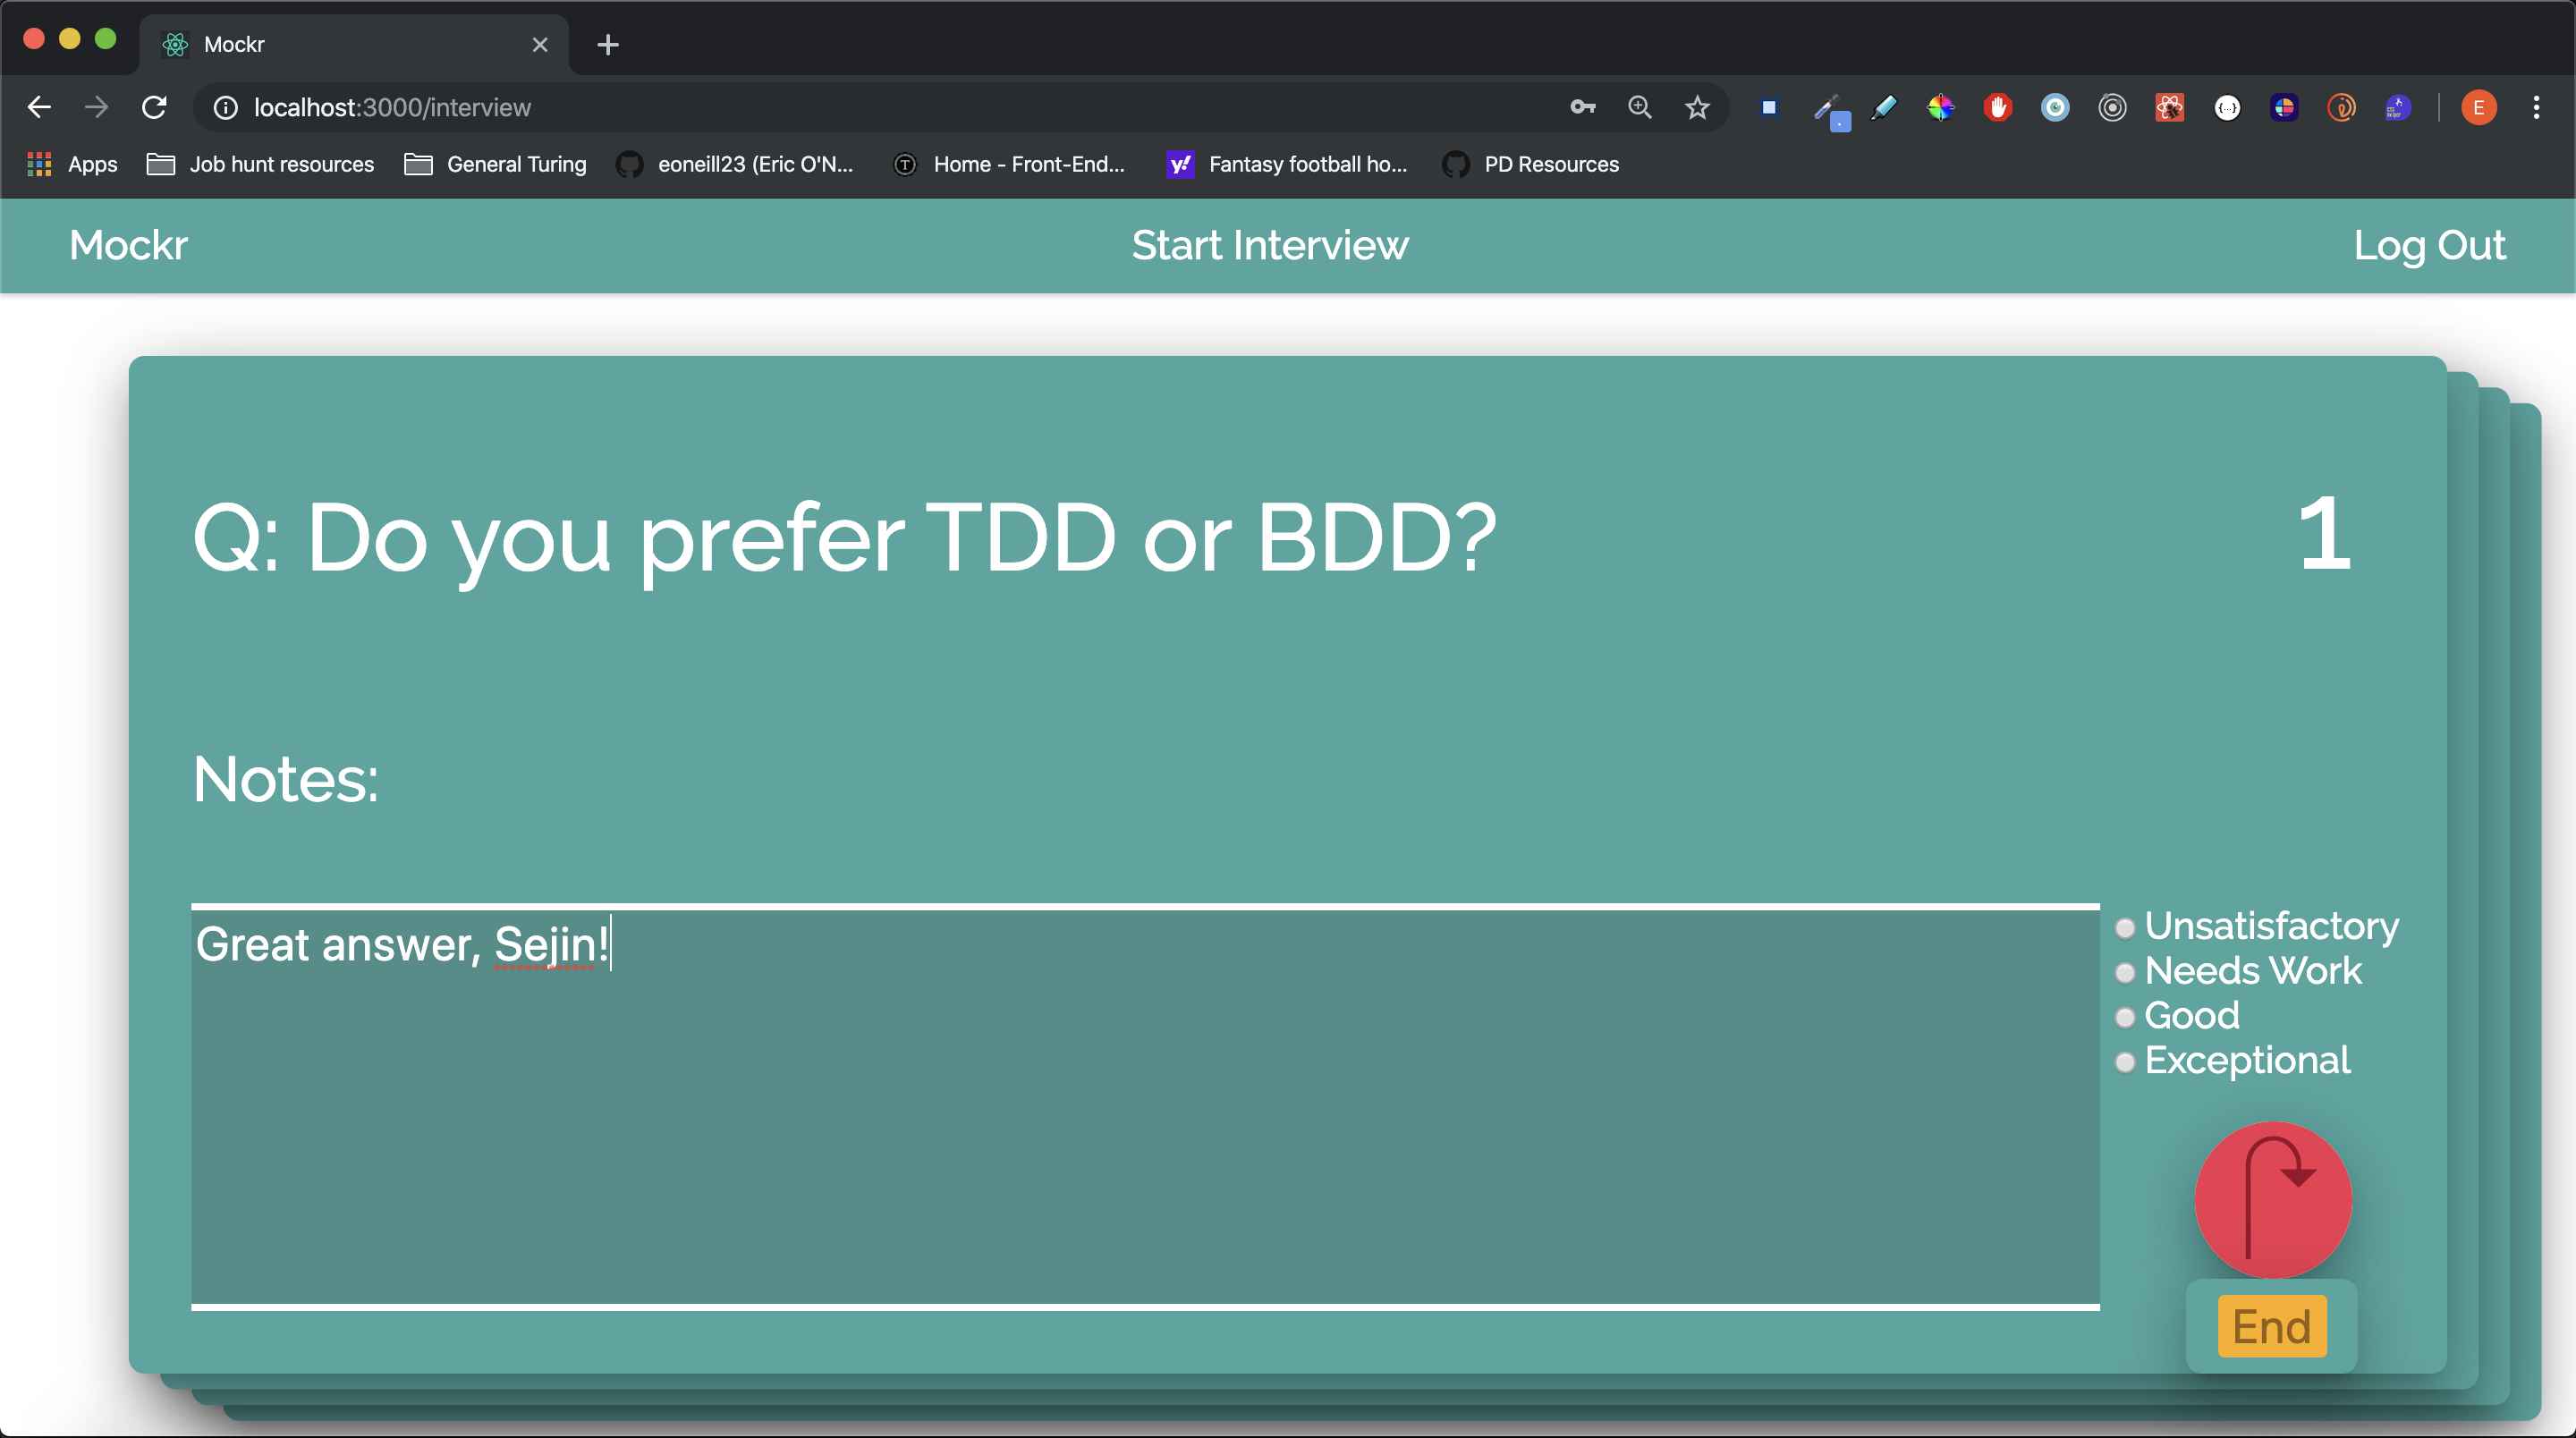 Mockr
localhost:3000/interview
E
Apps
Job hunt resources
General Turing
eoneill23 (Eric O'N...
T
Home - Front-End...
y!
Fantasy football ho...
PD Resources
Mockr
Start Interview
Log Out
Q: Do you prefer TDD or BDD?
1
Notes:
Great answer, Sejin!
Unsatisfactory
Needs Work
Good
Exceptional
End